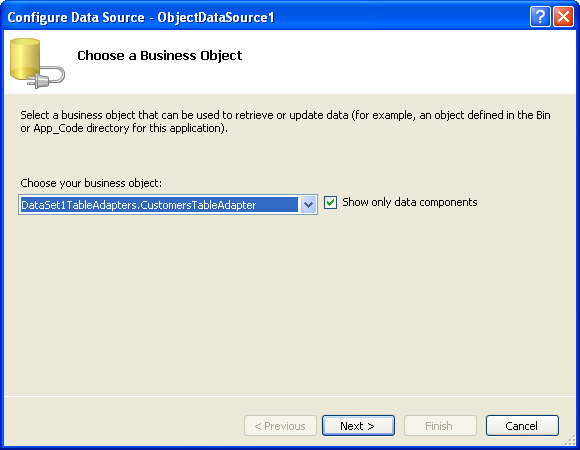 Configure Data Source - ObjectDataSource1
Choose a Business Object
Select a business object that can be used to retrieve or update data (for example, an object defined in the Bin
or App_Code directory for this application).
Choose your business object:
DataSet1TableAdapters.CustomersTableAdapter
Show only data components
< Previous
Next >
Finish
Cancel